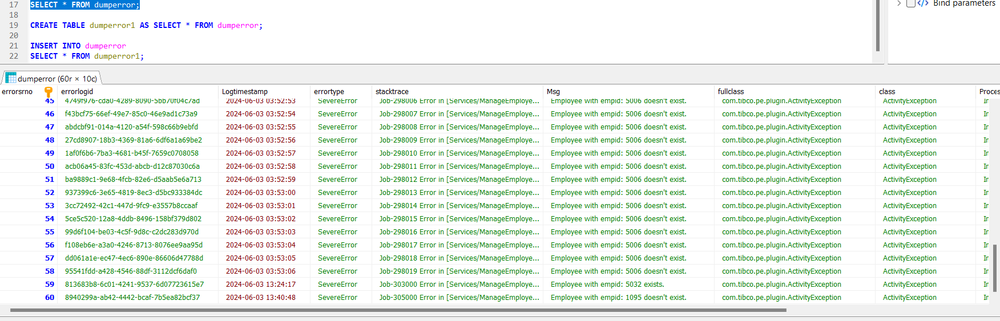 17 SELECT * FROM dumperror;
18
19 CREATE TABLE dumperror1 AS SELECT * FROM dumperror;
20
21 INSERT INTO dumperror
22 SELECT * FROM dumperror1;
Bind parameters
dumperror (60r × 10c)
errorsrno errorlogid Logtimestamp errortype stacktrace Msg fullclass class Proces
45 4749f976-cda0-4289-8090-5bb70f04c7ad 2024-06-03 03:52:53 SevereError Job-298006 Error in [Services/ManageEmploye... Employee with empid: 5006 doesn't exist. com.tibco.pe.plugin.ActivityException ActivityException Ir
46 f43bcf75-66ef-49e7-85c0-46e9ad1c73a9 2024-06-03 03:52:54 SevereError Job-298007 Error in [Services/ManageEmploye... Employee with empid: 5006 doesn't exist. com.tibco.pe.plugin.ActivityException ActivityException Ir
47 abdcbf91-014a-4120-a54f-598c66b9ebfd 2024-06-03 03:52:55 SevereError Job-298008 Error in [Services/ManageEmploye... Employee with empid: 5006 doesn't exist. com.tibco.pe.plugin.ActivityException ActivityException Ir
48 27cd8907-18b3-4369-81a6-6df6a1a69be2 2024-06-03 03:52:56 SevereError Job-298009 Error in [Services/ManageEmploye... Employee with empid: 5006 doesn't exist. com.tibco.pe.plugin.ActivityException ActivityException Ir
49 1af0f6b6-7ba3-4681-b45f-7659c0708058 2024-06-03 03:52:57 SevereError Job-298010 Error in [Services/ManageEmploye... Employee with empid: 5006 doesn't exist. com.tibco.pe.plugin.ActivityException ActivityException Ir
50 acb06a45-83fc-453d-abcb-d12c87030c6a 2024-06-03 03:52:58 SevereError Job-298011 Error in [Services/ManageEmploye... Employee with empid: 5006 doesn't exist. com.tibco.pe.plugin.ActivityException ActivityException Ir
51 ba9889c1-9e68-4fcb-82e6-d5aab5e6a713 2024-06-03 03:52:59 SevereError Job-298012 Error in [Services/ManageEmploye... Employee with empid: 5006 doesn't exist. com.tibco.pe.plugin.ActivityException ActivityException Ir
52 937399c6-3e65-4819-8ec3-d5bc933384dc 2024-06-03 03:53:00 SevereError Job-298013 Error in [Services/ManageEmploye... Employee with empid: 5006 doesn't exist. com.tibco.pe.plugin.ActivityException ActivityException Ir
53 3cc72492-42c1-447d-9fc9-e3557b8ccaaf 2024-06-03 03:53:01 SevereError Job-298014 Error in [Services/ManageEmploye... Employee with empid: 5006 doesn't exist. com.tibco.pe.plugin.ActivityException ActivityException Ir
54 5ce5c520-12a8-4ddb-8496-158bf379d802 2024-06-03 03:53:02 SevereError Job-298015 Error in [Services/ManageEmploye... Employee with empid: 5006 doesn't exist. com.tibco.pe.plugin.ActivityException ActivityException Ir
55 99d6f104-be03-4c5f-9d8c-c2dc283d970d 2024-06-03 03:53:03 SevereError Job-298016 Error in [Services/ManageEmploye... Employee with empid: 5006 doesn't exist. com.tibco.pe.plugin.ActivityException ActivityException Ir
56 f108eb6e-a3a0-4246-8713-8076ee9aa95d 2024-06-03 03:53:04 SevereError Job-298017 Error in [Services/ManageEmploye... Employee with empid: 5006 doesn't exist. com.tibco.pe.plugin.ActivityException ActivityException Ir
57 dd061a1e-ec47-4ec6-890e-86606d47788d 2024-06-03 03:53:05 SevereError Job-298018 Error in [Services/ManageEmploye... Employee with empid: 5006 doesn't exist. com.tibco.pe.plugin.ActivityException ActivityException Ir
58 95541fdd-a428-4546-88df-3112dcf6daf0 2024-06-03 03:53:06 SevereError Job-298019 Error in [Services/ManageEmploye... Employee with empid: 5006 doesn't exist. com.tibco.pe.plugin.ActivityException ActivityException Ir
59 813683b8-6c01-4241-9537-6d07723615e7 2024-06-03 13:24:17 SevereError Job-303000 Error in [Services/ManageEmploye... Employee with empid: 5032 exists. com.tibco.pe.plugin.ActivityException ActivityException Ir
60 8940299a-ab42-4442-bcaf-7b5ea82bcf37 2024-06-03 13:40:48 SevereError Job-305000 Error in [Services/ManageEmploye... Employee with empid: 1095 doesn't exist. com.tibco.pe.plugin.ActivityException ActivityException Ir